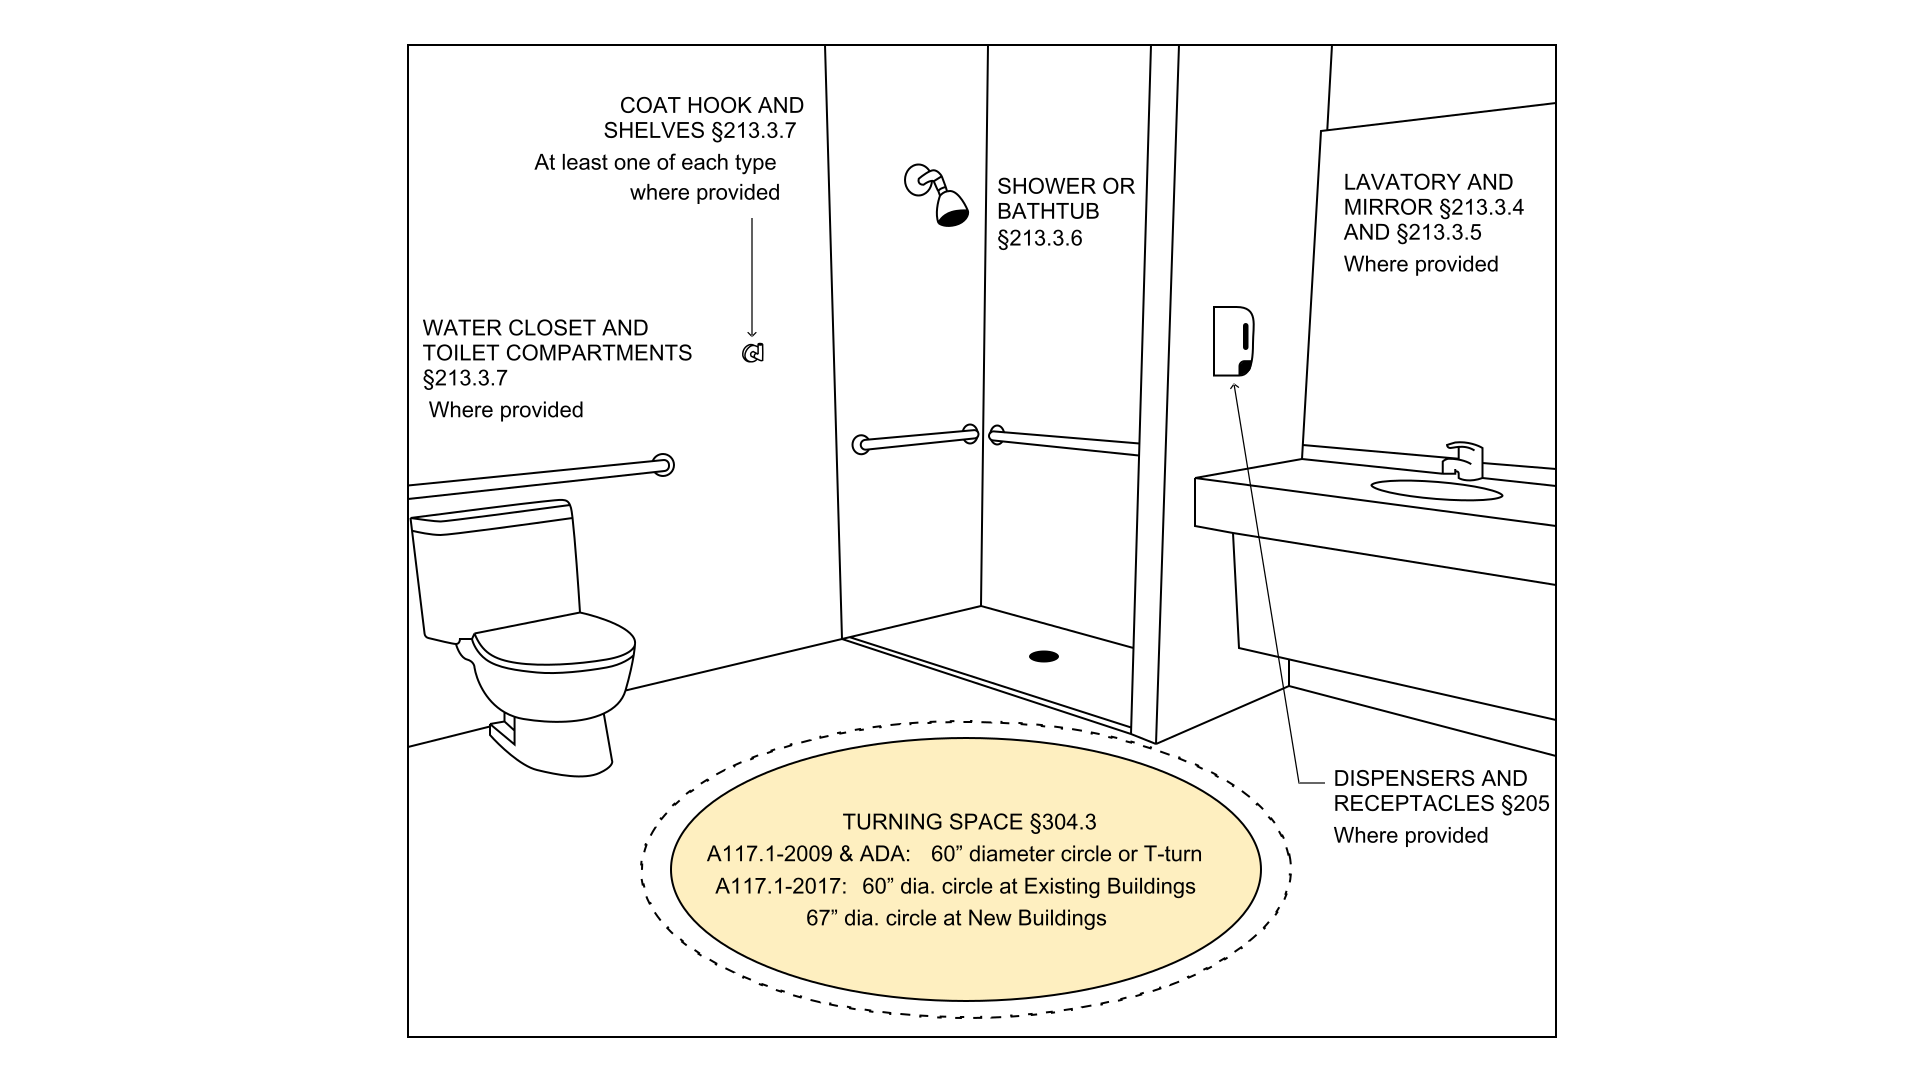 COAT HOOK AND
SHELVES §213.3.7
At least one of each type
where provided
SHOWER OR
BATHTUB
§213.3.6
LAVATORY AND
MIRROR §213.3.4
AND §213.3.5
Where provided
WATER CLOSET AND
TOILET COMPARTMENTS
§213.3.7
Where provided
DISPENSERS AND
RECEPTACLES §205
Where provided
TURNING SPACE §304.3
A117.1-2009 & ADA: 60” diameter circle or T-turn
A117.1-2017: 60” dia. circle at Existing Buildings
67” dia. circle at New Buildings